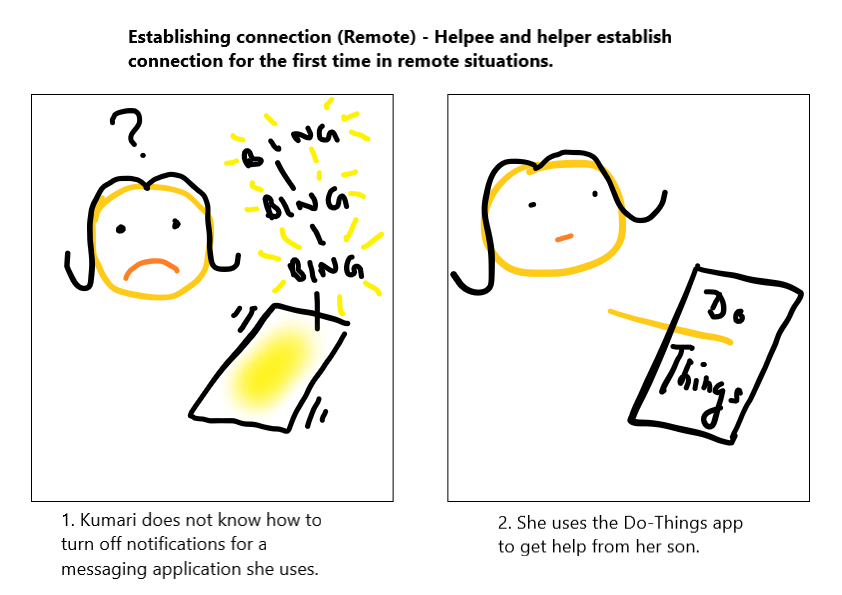 Establishing connection (Remote) - Helpee and helper establish
connection for the first time in remote situations.
?
BING
BING
BING
1. Kumari does not know how to
turn off notifications for a
messaging application she uses.
Do
Things
2. She uses the Do-Things app
to get help from her son.